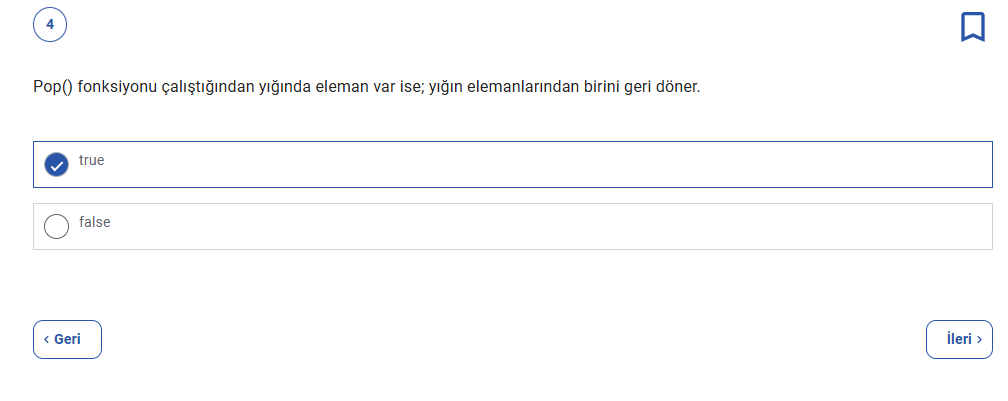 4
Pop() fonksiyonu çalıştığından yığında eleman var ise; yığın elemanlarından birini geri döner.
true
false
‹ Geri
İleri ›